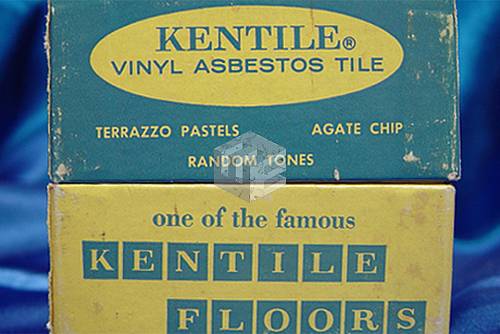 KENTILE®
VINYL ASBESTOS TILE
TERRAZZO PASTELS AGATE CHIP
RANDOM TONES
one of the famous
KENTILE
FLOORS